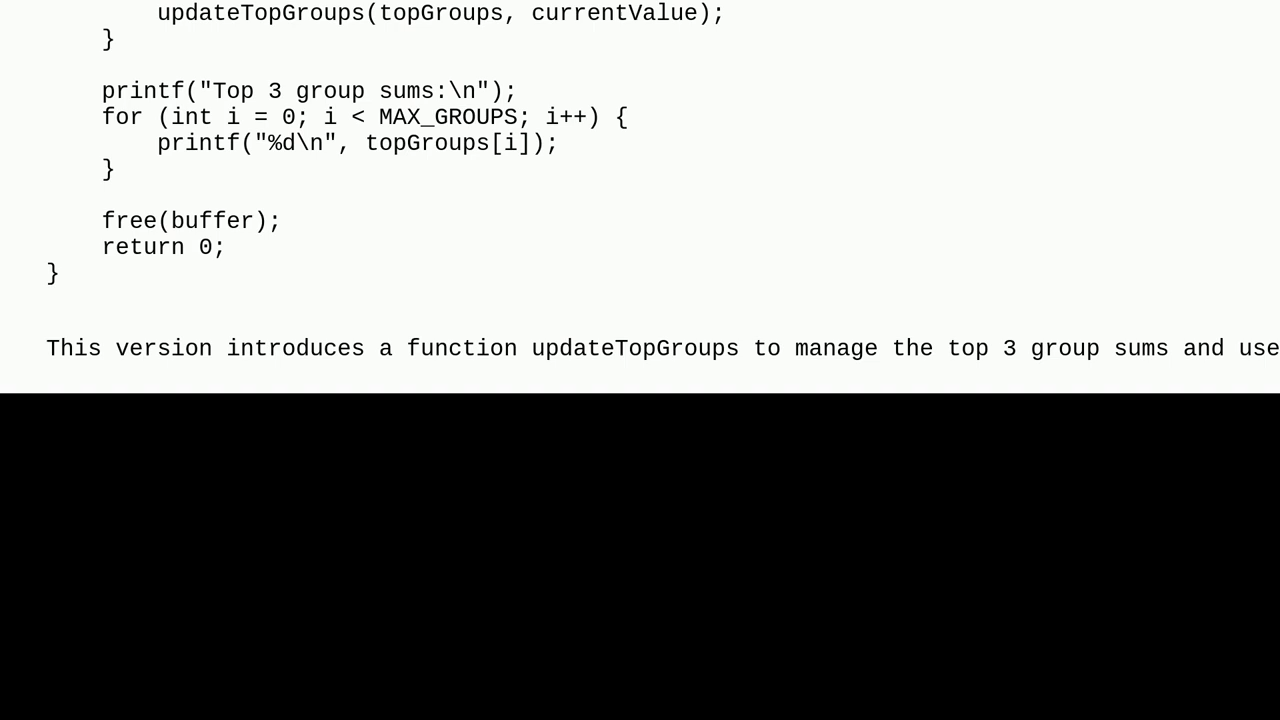 updateTopGroups(topGroups, currentValue);
}
printf("Top 3 group sums:\n");
for (int i = 0; i < MAX_GROUPS; i++) {
printf("%d\n", topGroups[i]);
}
free(buffer);
return 0;
}
This version introduces a function updateTopGroups to manage the top 3 group sums and use